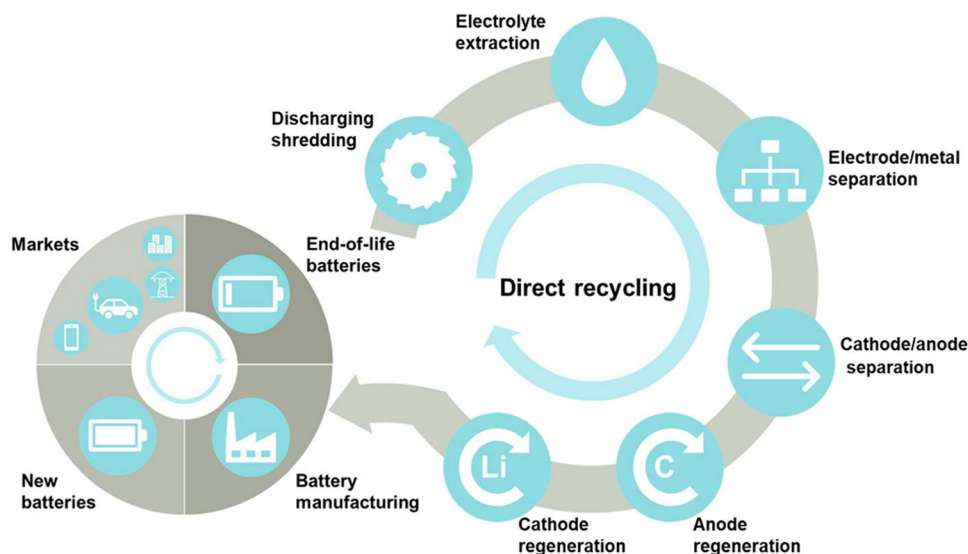 Electrolyte
extraction
Discharging
shredding
Electrode/metal
separation
Markets
End-of-life
batteries
Direct recycling
Cathode/anode
separation
Li
C
New
batteries
Battery
manufacturing
Cathode
regeneration
Anode
regeneration